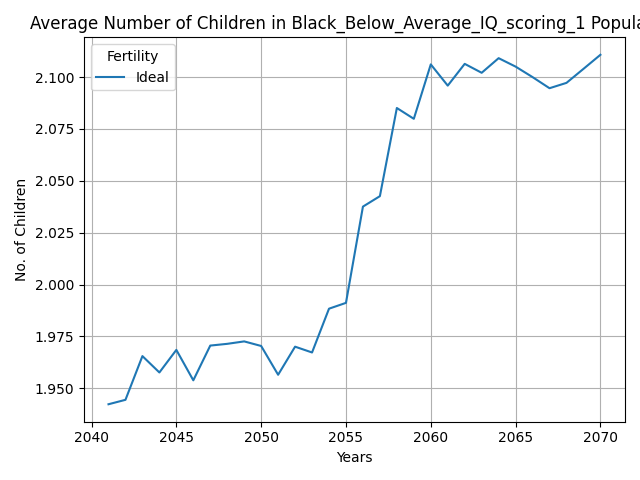 Average Number of Children in Black_Below_Average_IQ_scoring_1 Popula
Fertility
Ideal
2.100
2.075
2.050
2.025
2.000
1.975
1.950
No. of Children
2040 2045 2050 2055 2060 2065 2070
Years